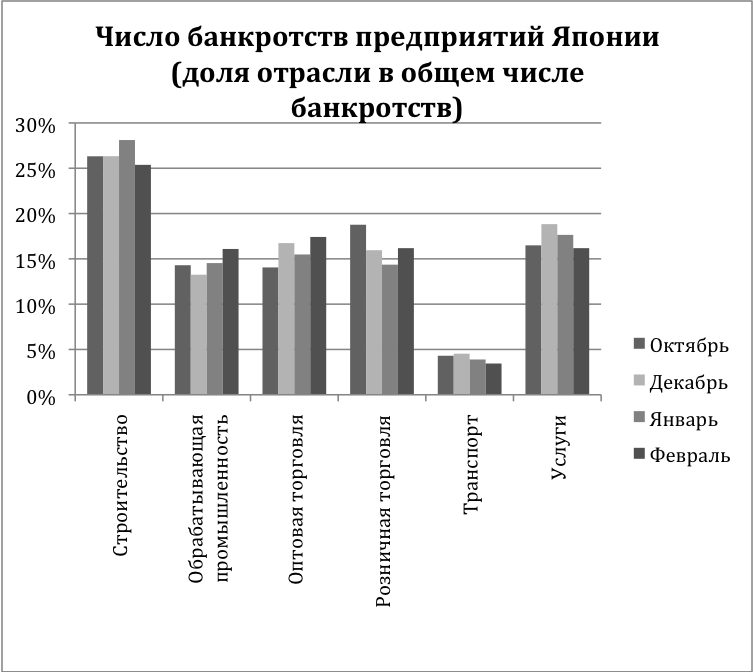 Число банкротств предприятий Японии
(доля отрасли в общем числе
банкротств)
30%
25%
20%
15%
10%
5%
0%
Строительство
Обрабатывающая
промышленность
Оптовая торговля
Розничная торговля
Транспорт
Услуги
Октябрь
Декабрь
Январь
Февраль